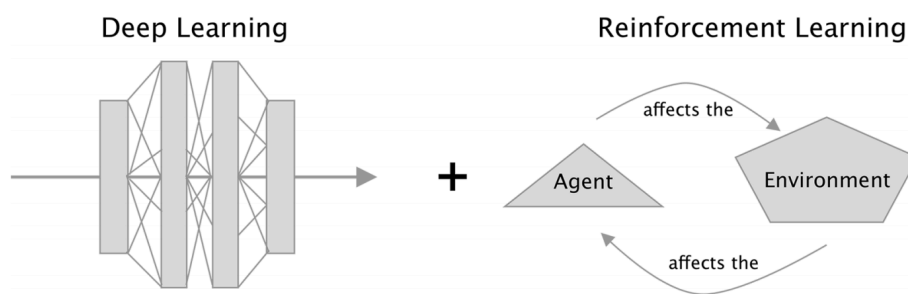 Deep Learning
Reinforcement Learning
affects the
+
Agent
Environment
affects the